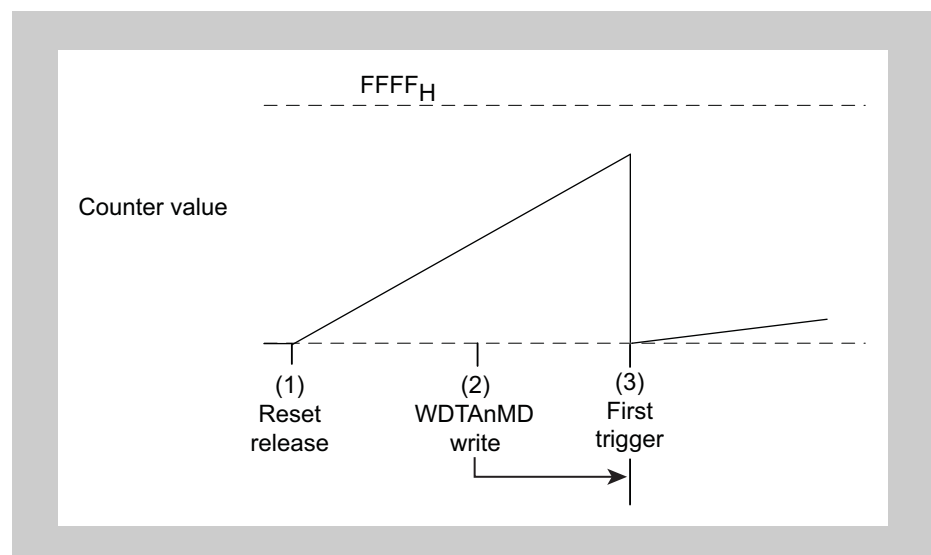 FFFFH
Counter value
(1)
Reset
release
(2)
WDTAnMD
write
(3)
First
trigger